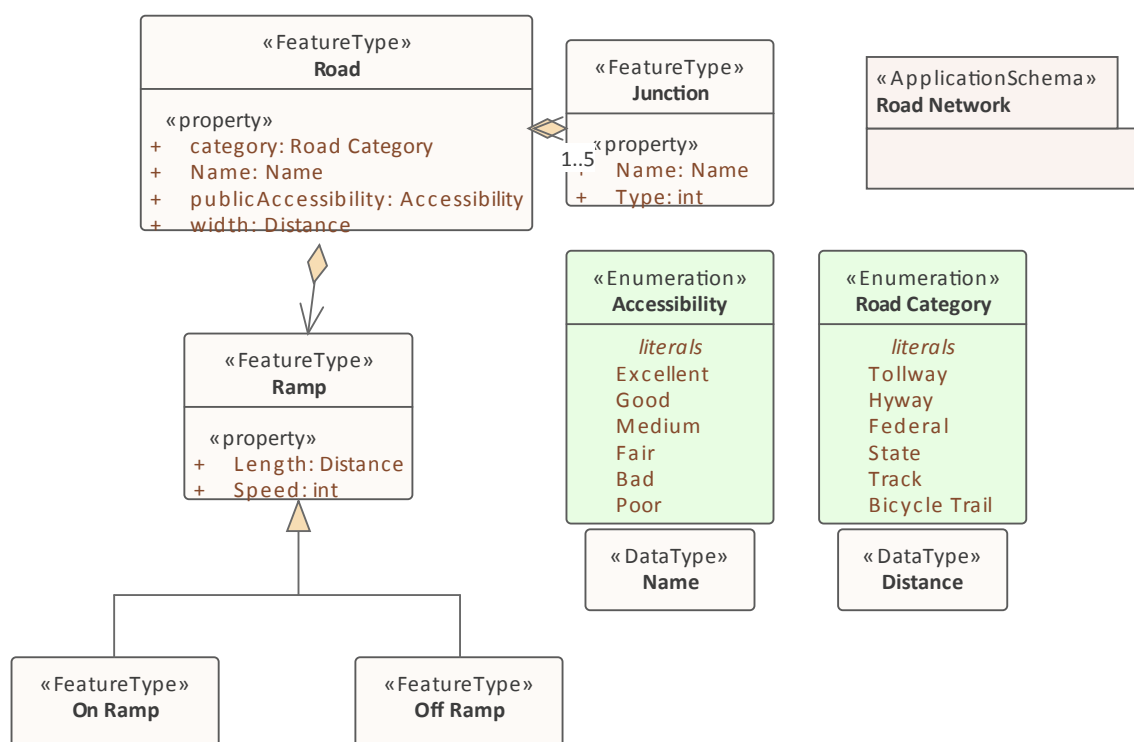 «FeatureType»
Road
«property»
+ category: Road Category
+ Name: Name
+ publicAccessibility: Accessibility
+ width: Distance
«FeatureType»
Junction
«property»
+ Name: Name
+ Type: int
1..5
«ApplicationSchema»
Road Network
«FeatureType»
Ramp
«property»
+ Length: Distance
+ Speed: int
«Enumeration»
Accessibility
literals
Excellent
Good
Medium
Fair
Bad
Poor
«Enumeration»
Road Category
literals
Tollway
Hyway
Federal
State
Track
Bicycle Trail
«DataType»
Name
«DataType»
Distance
«FeatureType»
On Ramp
«FeatureType»
Off Ramp